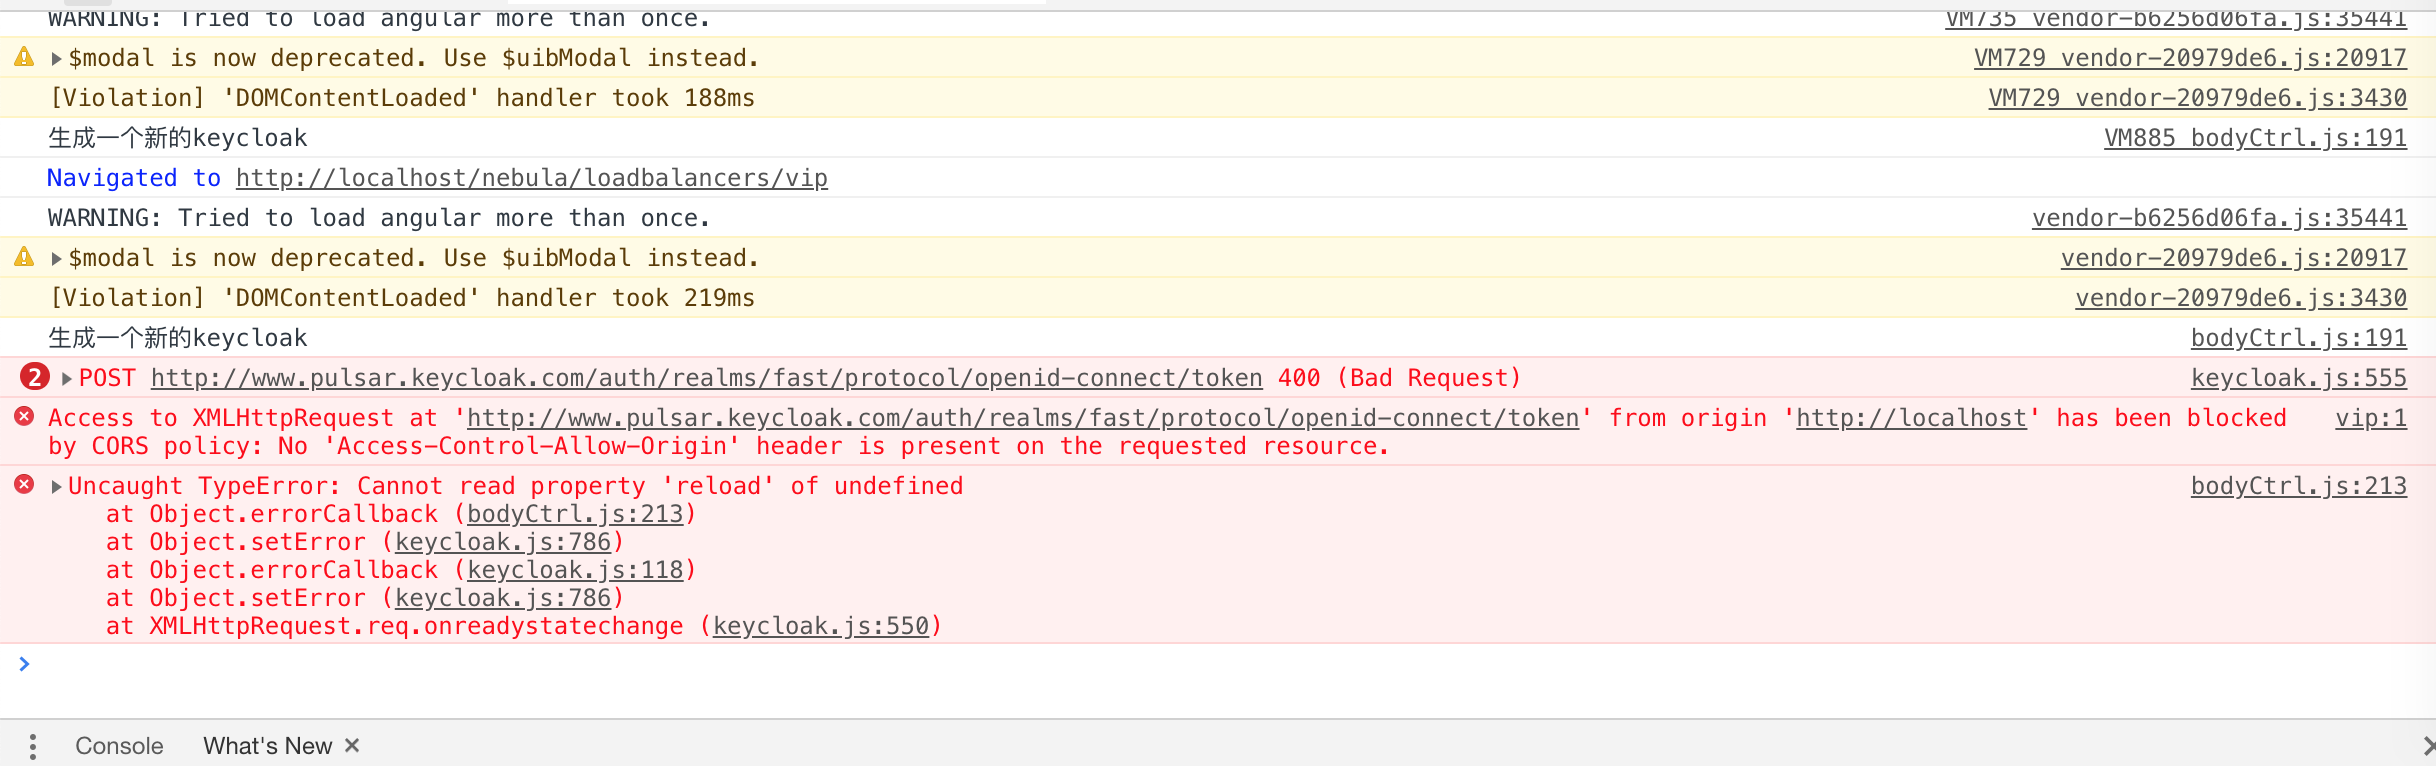 WARNING: Tried to load angular more than once. VM735 vendor-b6256d06fa.js:35441
$modal is now deprecated. Use $uibModal instead. VM729 vendor-20979de6.js:20917
[Violation] 'DOMContentLoaded' handler took 188ms VM729 vendor-20979de6.js:3430
生成一个新的keycloak VM885 bodyCtrl.js:191
Navigated to http://localhost/nebula/loadbalancers/vip
WARNING: Tried to load angular more than once. vendor-b6256d06fa.js:35441
$modal is now deprecated. Use $uibModal instead. vendor-20979de6.js:20917
[Violation] 'DOMContentLoaded' handler took 219ms vendor-20979de6.js:3430
生成一个新的keycloak bodyCtrl.js:191
2 POST http://www.pulsar.keycloak.com/auth/realms/fast/protocol/openid-connect/token 400 (Bad Request) keycloak.js:555
Access to XMLHttpRequest at 'http://www.pulsar.keycloak.com/auth/realms/fast/protocol/openid-connect/token' from origin 'http://localhost' has been blocked vip:1
by CORS policy: No 'Access-Control-Allow-Origin' header is present on the requested resource.
Uncaught TypeError: Cannot read property 'reload' of undefined bodyCtrl.js:213
at Object.errorCallback (bodyCtrl.js:213)
at Object.setError (keycloak.js:786)
at Object.errorCallback (keycloak.js:118)
at Object.setError (keycloak.js:786)
at XMLHttpRequest.req.onreadystatechange (keycloak.js:550)
Console What's New